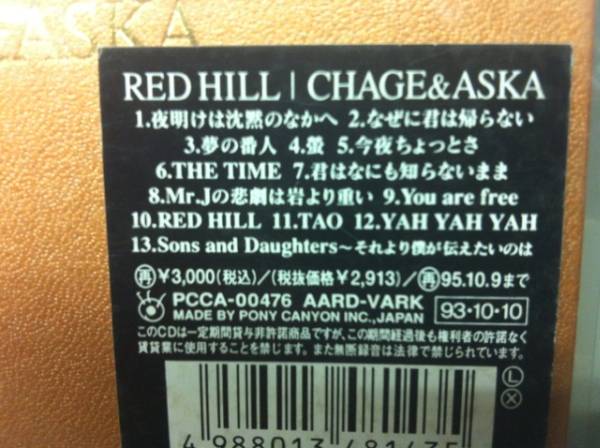 ASKA
RED HILL | CHAGE&ASKA
1.夜明けは沈黙のなかへ 2.なぜに君は帰らない
3.夢の番人 4.螢 5.今夜ちょっとさ
6.THE TIME 7.君はなにも知らないまま
8.Mr.Jの悲劇は岩より重い 9.You are free
10.RED HILL 11.TAO 12.YAH YAH YAH
13.Sons and Daughters〜それより僕が伝えたいのは
再¥3,000(税込)/(税抜価格¥2,913)/再95.10.9まで
PCCA-00476 AARD-VARK
MADE BY PONY CANYON INC.,JAPAN
93·10·10
このCDは一定期間貸与非許諾商品ですが、この期間経過後も権利者の許諾なく
賃貸業に使用することを禁じます。また無断録音は法律で禁じられています。
L
X
4 988013 481435